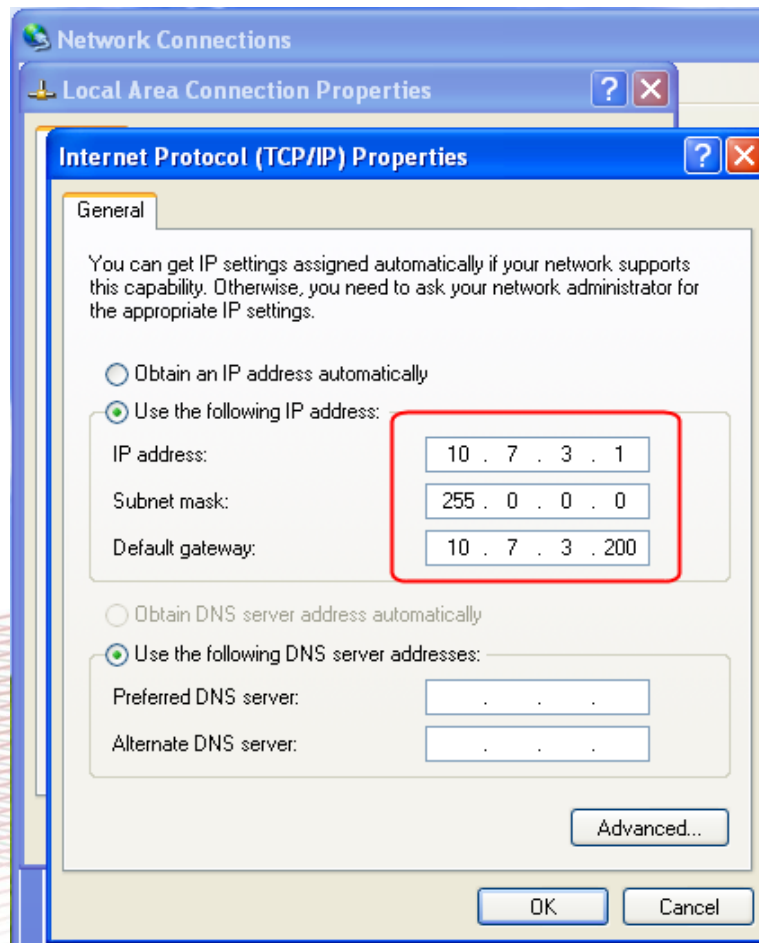 Network Connections
Local Area Connection Properties
Internet Protocol (TCP/IP) Properties
General
You can get IP settings assigned automatically if your network supports
this capability. Otherwise, you need to ask your network administrator for
the appropriate IP settings.
Obtain an IP address automatically
Use the following IP address:
IP address: 10 . 7 . 3 . 1
Subnet mask: 255 . 0 . 0 . 0
Default gateway: 10 . 7 . 3 . 200
Obtain DNS server address automatically
Use the following DNS server addresses:
Preferred DNS server: . . .
Alternate DNS server: . . .
Advanced...
OK Cancel